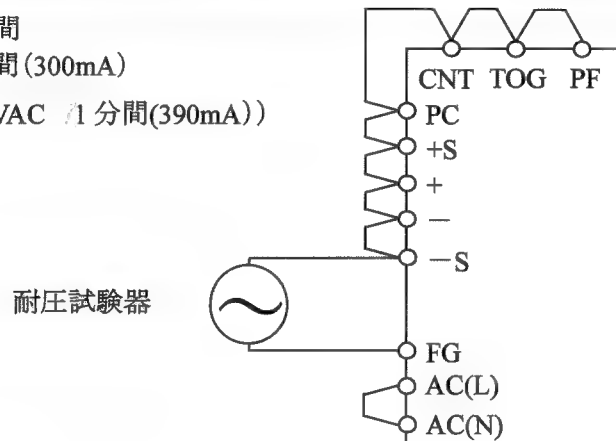 間
間(300mA)
VAC 1分間(390mA))
CNT TOG PF
PC
+S
+
−
−S
耐圧試験器
FG
AC(L)
AC(N)